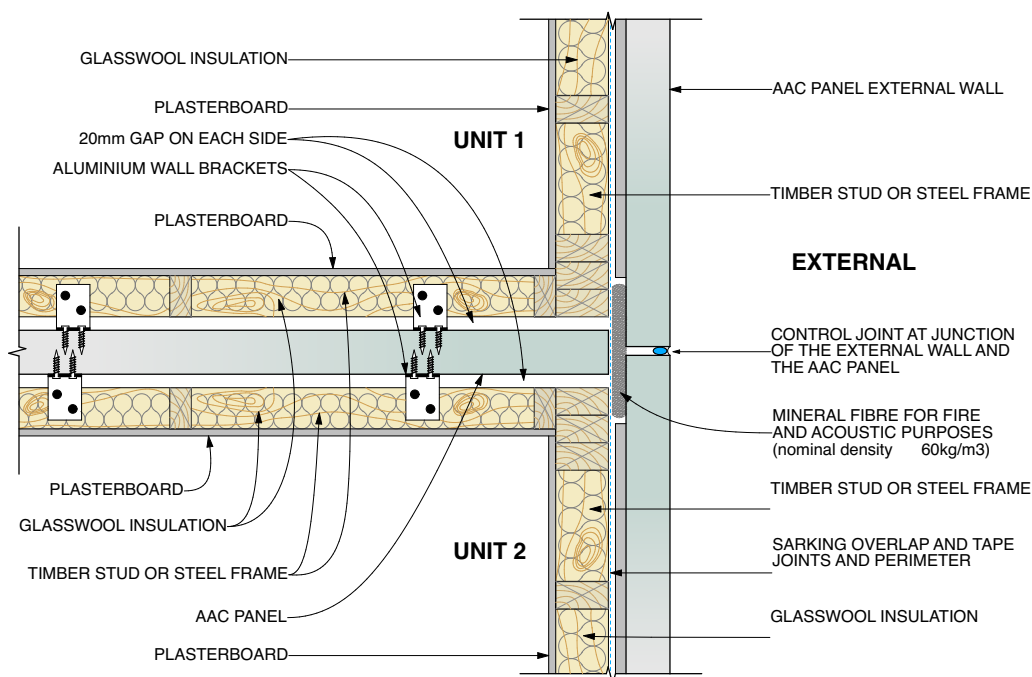 GLASSWOOL INSULATION
PLASTERBOARD
20mm GAP ON EACH SIDE
ALUMINIUM WALL BRACKETS
PLASTERBOARD
UNIT 1
AAC PANEL EXTERNAL WALL
TIMBER STUD OR STEEL FRAME
EXTERNAL
CONTROL JOINT AT JUNCTION
OF THE EXTERNAL WALL AND
THE AAC PANEL
MINERAL FIBRE FOR FIRE
AND ACOUSTIC PURPOSES
(nominal density 60kg/m3)
PLASTERBOARD
GLASSWOOL INSULATION
TIMBER STUD OR STEEL FRAME
AAC PANEL
PLASTERBOARD
UNIT 2
TIMBER STUD OR STEEL FRAME
SARKING OVERLAP AND TAPE
JOINTS AND PERIMETER
GLASSWOOL INSULATION